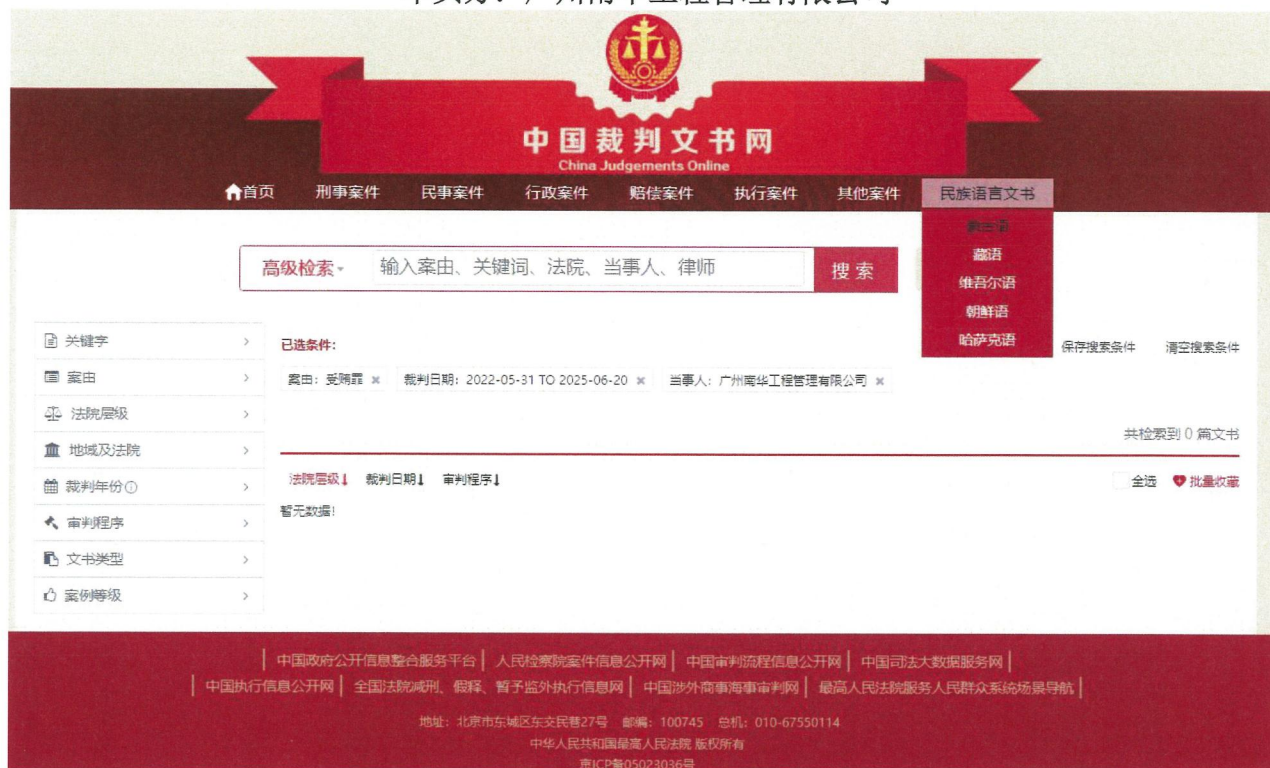 中国裁判文书网
China Judgements Online
首页 刑事案件 民事案件 行政案件 赔偿案件 执行案件 其他案件 民族语言文书
藏语
维吾尔语
朝鲜语
哈萨克语
高级检索 输入案由、关键词、法院、当事人、律师 搜索
关键字
案由
法院层级
地域及法院
裁判年份
审判程序
文书类型
案例等级
已选条件:
保存搜索条件 清空搜索条件
案由:受贿罪 × 裁判日期:2022-05-31 TO 2025-06-20 × 当事人:广州南华工程管理有限公司 ×
共检索到 0 篇文书
法院层级↓ 裁判日期↓ 审判程序↓
全选 批量收藏
暂无数据!
中国政府公开信息整合服务平台 | 人民检察院案件信息公开网 | 中国审判流程信息公开网 | 中国司法大数据服务网 |
中国执行信息公开网 | 全国法院减刑、假释、暂予监外执行信息网 | 中国涉外商事海事审判网 | 最高人民法院服务人民群众系统场景导航 |
地址:北京市东城区东交民巷27号 邮编:100745 总机:010-67550114
中华人民共和国最高人民法院 版权所有
京ICP备05023036号